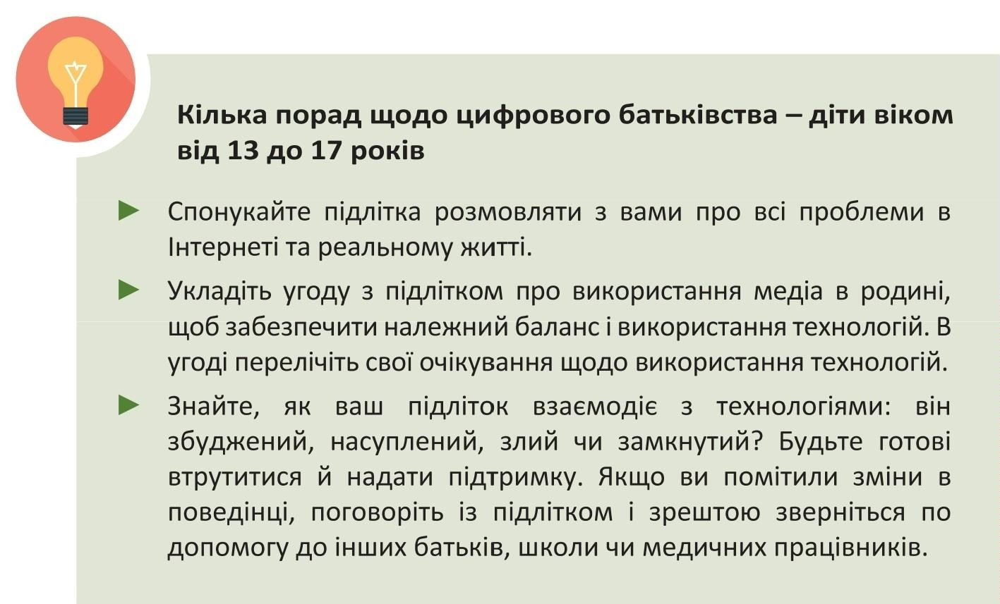 Кілька порад щодо цифрового батьківства – діти віком
від 13 до 17 років
Спонукайте підлітка розмовляти з вами про всі проблеми в
Інтернеті та реальному житті.
Укладіть угоду з підлітком про використання медіа в родині,
щоб забезпечити належний баланс і використання технологій. В
угоді перелічіть свої очікування щодо використання технологій.
Знайте, як ваш підліток взаємодіє з технологіями: він
збуджений, насуплений, злий чи замкнутий? Будьте готові
втрутитися й надати підтримку. Якщо ви помітили зміни в
поведінці, поговоріть із підлітком і зрештою зверніться по
допомогу до інших батьків, школи чи медичних працівників.